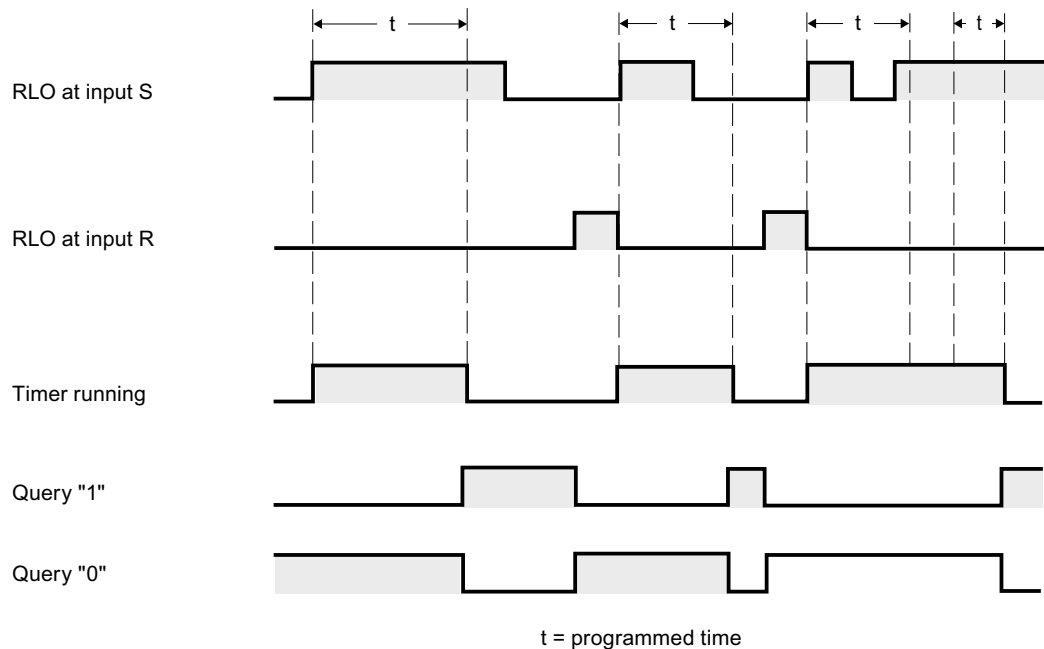 t t t t
RLO at input S
RLO at input R
Timer running
Query "1"
Query "0"
t = programmed time